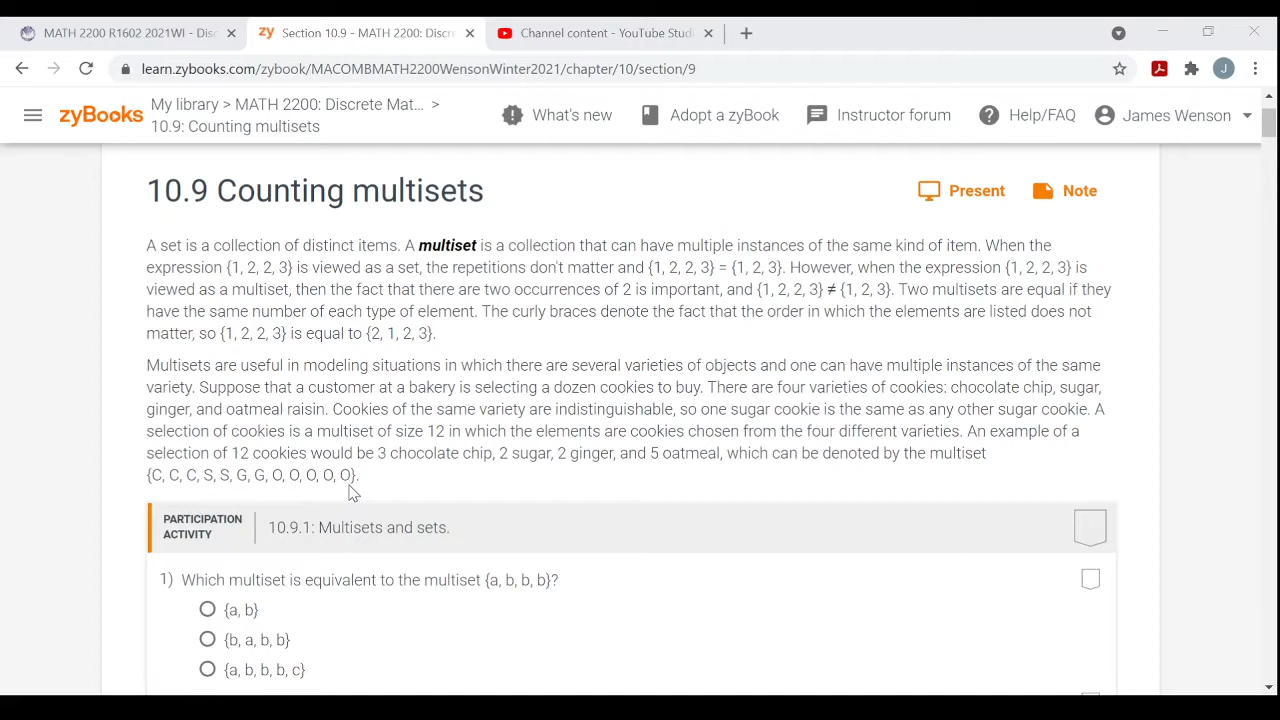 MATH 2200 R1602 2021WI - Disc
Section 10.9 - MATH 2200: Discre
Channel content - YouTube Studi
learn.zybooks.com/zybook/MACOMBMATH2200WensonWinter2021/chapter/10/section/9
J
zyBooks
My library > MATH 2200: Discrete Mat... >
10.9: Counting multisets
What's new
Adopt a zyBook
Instructor forum
Help/FAQ
James Wenson
10.9 Counting multisets
Present
Note
A set is a collection of distinct items. A multiset is a collection that can have multiple instances of the same kind of item. When the
expression {1, 2, 2, 3} is viewed as a set, the repetitions don't matter and {1, 2, 2, 3} = {1, 2, 3}. However, when the expression {1, 2, 2, 3} is
viewed as a multiset, then the fact that there are two occurrences of 2 is important, and {1, 2, 2, 3} ≠ {1, 2, 3}. Two multisets are equal if they
have the same number of each type of element. The curly braces denote the fact that the order in which the elements are listed does not
matter, so {1, 2, 2, 3} is equal to {2, 1, 2, 3}.
Multisets are useful in modeling situations in which there are several varieties of objects and one can have multiple instances of the same
variety. Suppose that a customer at a bakery is selecting a dozen cookies to buy. There are four varieties of cookies: chocolate chip, sugar,
ginger, and oatmeal raisin. Cookies of the same variety are indistinguishable, so one sugar cookie is the same as any other sugar cookie. A
selection of cookies is a multiset of size 12 in which the elements are cookies chosen from the four different varieties. An example of a
selection of 12 cookies would be 3 chocolate chip, 2 sugar, 2 ginger, and 5 oatmeal, which can be denoted by the multiset
{C, C, C, S, S, G, G, O, O, O, O, O}.
PARTICIPATION
ACTIVITY
10.9.1: Multisets and sets.
1) Which multiset is equivalent to the multiset {a, b, b, b}?
{a, b}
{b, a, b, b}
{a, b, b, b, c}